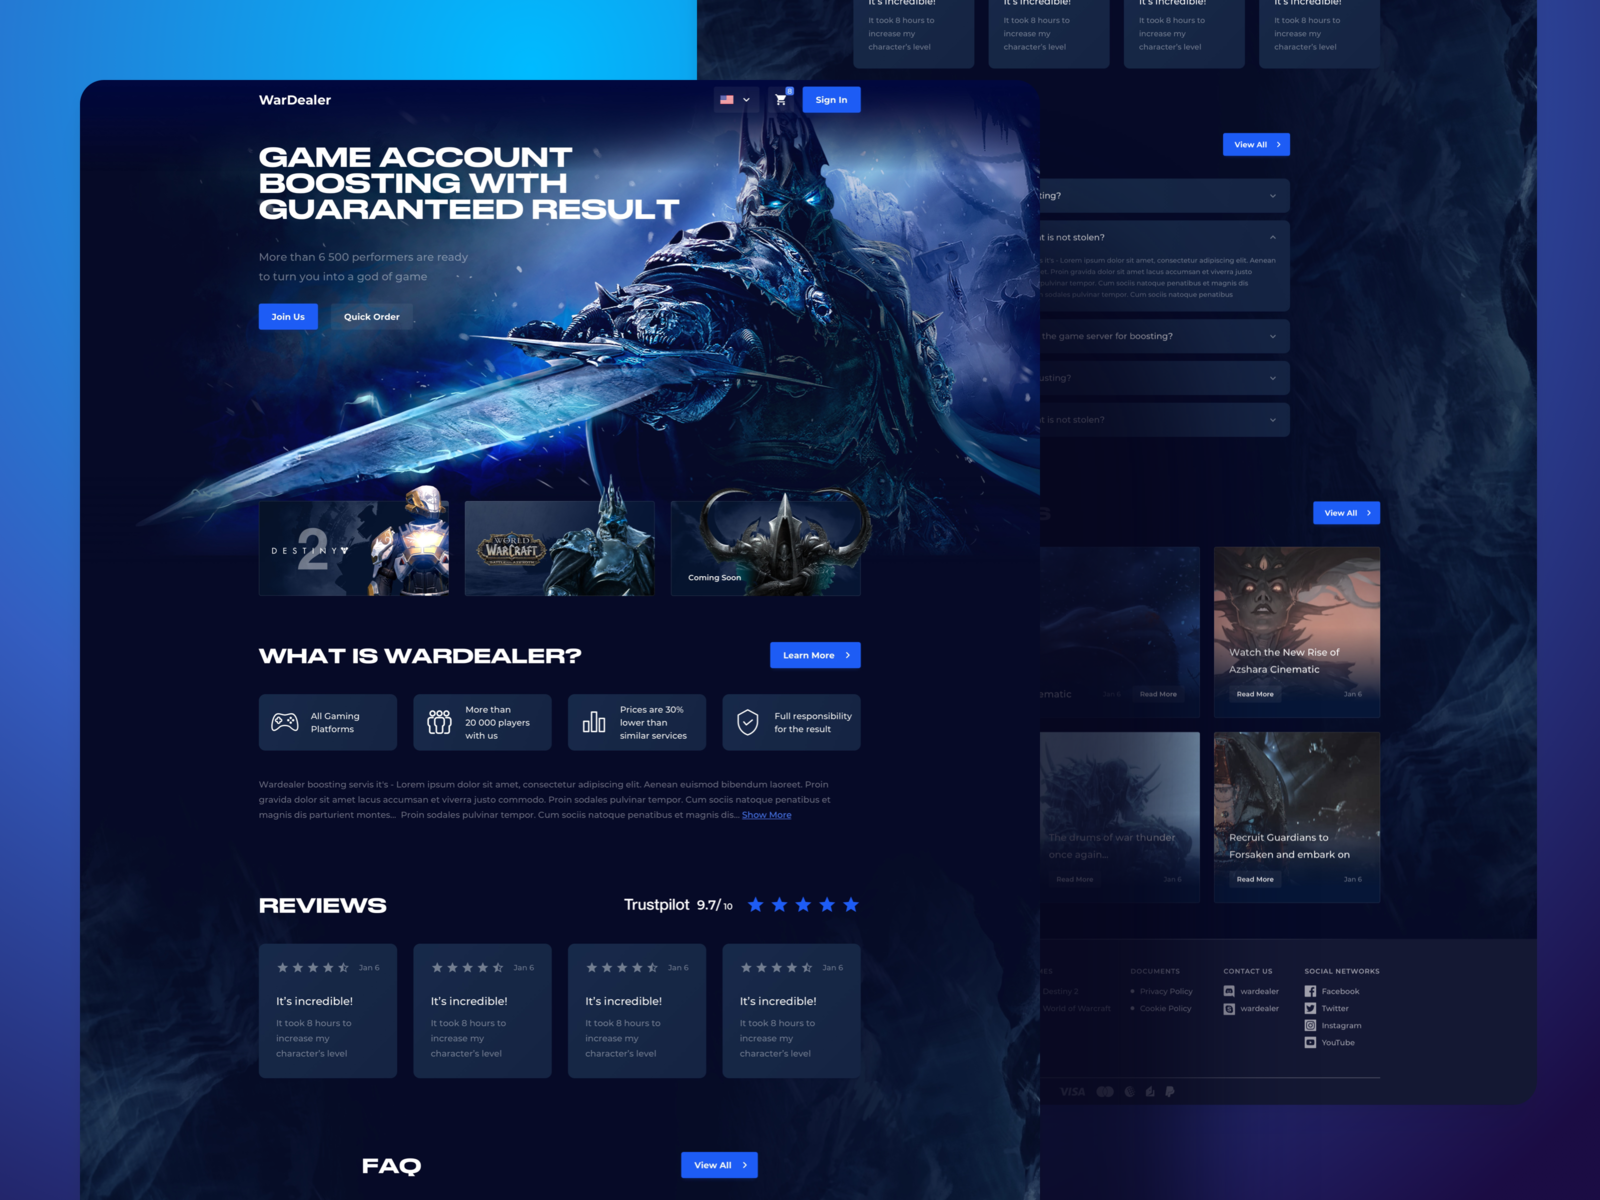 WarDealer
8
Sign In
GAME ACCOUNT
BOOSTING WITH
GUARANTEED RESULT
More than 6 500 performers are ready
to turn you into a god of game
Join Us
Quick Order
DESTINY 2
WORLD
WARCRAFT
Coming Soon
WHAT IS WARDEALER?
Learn More
All Gaming
Platforms
More than
20 000 players
with us
Prices are 30%
lower than
similar services
Full responsibility
for the result
Wardealer boosting servis it's - Lorem ipsum dolor sit amet, consectetur adipiscing elit. Aenean euismod bibendum laoreet. Proin
gravida dolor sit amet lacus accumsan et viverra justo commodo. Proin sodales pulvinar tempor. Cum sociis natoque penatibus et
magnis dis parturient montes... Proin sodales pulvinar tempor. Cum sociis natoque penatibus et magnis dis... Show More
REVIEWS
Trustpilot 9.7/10
Jan 6
It's incredible!
It took 8 hours to
increase my
character's level
Jan 6
It's incredible!
It took 8 hours to
increase my
character's level
Jan 6
It's incredible!
It took 8 hours to
increase my
character's level
Jan 6
It's incredible!
It took 8 hours to
increase my
character's level
FAQ
View All
It's incredible!
It took 8 hours to
increase my
character's level
It's incredible!
It took 8 hours to
increase my
character's level
It's incredible!
It took 8 hours to
increase my
character's level
It's incredible!
It took 8 hours to
increase my
character's level
View All
ting?
t is not stolen?
it's - Lorem ipsum dolor sit amet, consectetur adipiscing elit. Aenean
et. Proin gravida dolor sit amet lacus accumsan et viverra justo
pulvinar tempor. Cum sociis natoque penatibus et magnis dis
sodales pulvinar tempor. Cum sociis natoque penatibus
the game server for boosting?
usting?
t is not stolen?
S
View All
ematic
Jan 6
Read More
Watch the New Rise of
Azshara Cinematic
Read More
Jan 6
The drums of war thunder
once again...
Read More
Jan 6
Recruit Guardians to
Forsaken and embark on
Read More
Jan 6
MES
Destiny 2
World of Warcraft
DOCUMENTS
Privacy Policy
Cookie Policy
CONTACT US
wardealer
wardealer
SOCIAL NETWORKS
Facebook
Twitter
Instagram
YouTube
VISA